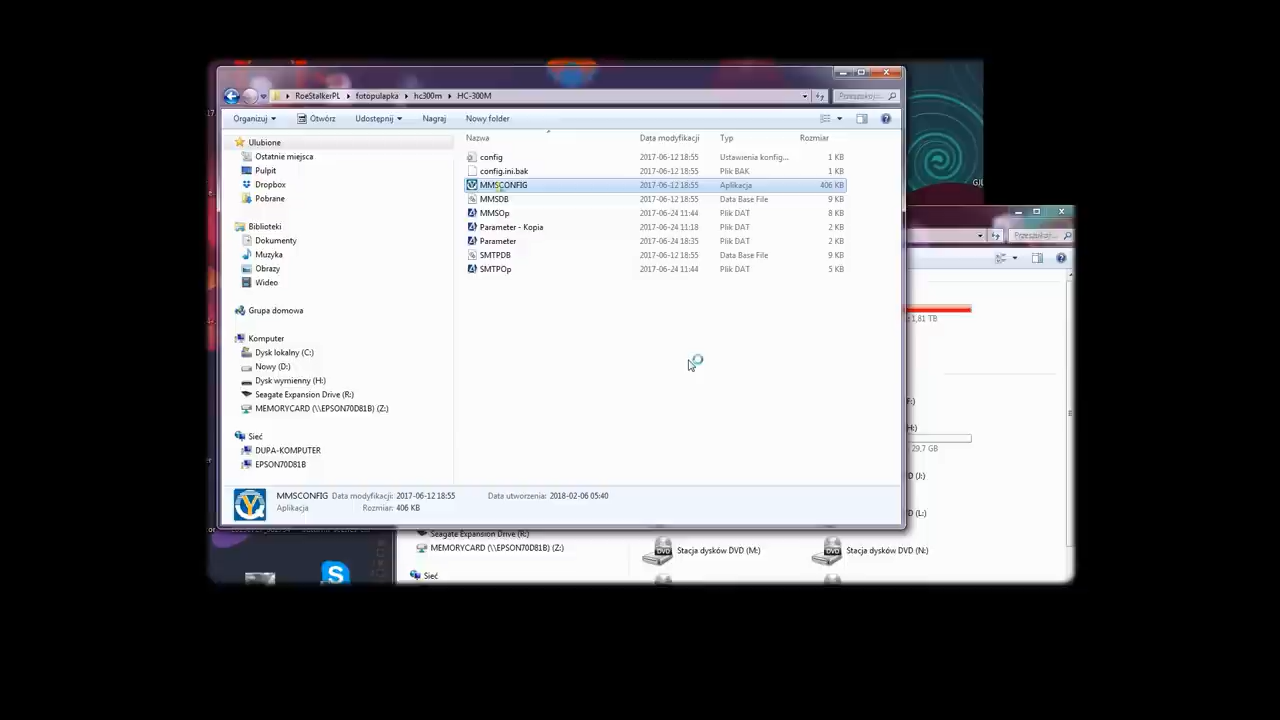 RoeStalkerPL fotopulapka hc300m HC-300M
Organizuj Otwórz Udostępnij Nagraj New folder
Nazwa Data modyfikacji Typ Rozmiar
config 2017-06-12 18:55 Ustawienia konfig... 1 KB
config.ini.bak 2017-06-12 18:55 Plik BAK 1 KB
MMSCONFIG 2017-06-12 18:55 Aplikacja 406 KB
MMSDB 2017-06-12 18:55 Data Base File 9 KB
MMSOp 2017-06-24 11:44 Plik DAT 8 KB
Parameter - Kopia 2017-06-24 11:18 Plik DAT 2 KB
Parameter 2017-06-24 18:35 Plik DAT 2 KB
SMTPDB 2017-06-12 18:55 Data Base File 9 KB
SMTPOp 2017-06-24 11:44 Plik DAT 5 KB
Ulubione
Ostatnie miejsca
Pulpit
Dropbox
Pobrane
Biblioteki
Dokumenty
Muzyka
Obrazy
Wideo
Grupa domowa
Komputer
Dysk lokalny (C:)
Nowy (D:)
Dysk wymienny (H:)
Seagate Expansion Drive (R:)
MEMORYCARD (\\EPSON70D81B) (Z:)
Sieć
DUPA-KOMPUTER
EPSON70D81B
MMSCONFIG Data modyfikacji: 2017-06-12 18:55 Data utworzenia: 2018-02-06 05:40
Aplikacja Rozmiar: 406 KB
1,81 TB
29,7 GB
(J:)
(L:)
Seagate Expansion Drive (R:)
MEMORYCARD (\\EPSON70D81B) (Z:)
Stacja dysków DVD (M:)
Stacja dysków DVD (N:)
Sieć